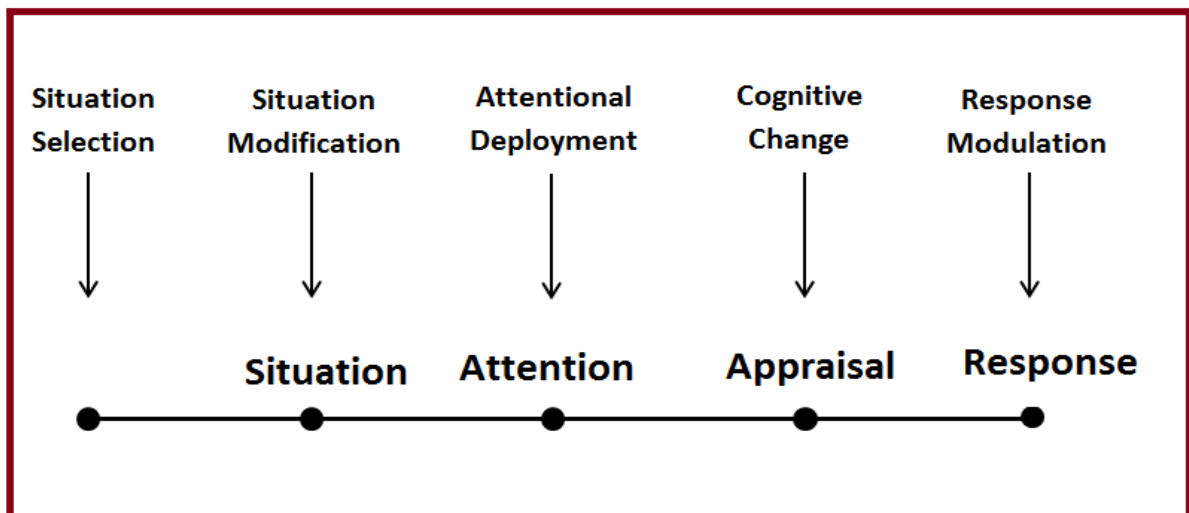 Situation
Selection
Situation
Modification
Attentional
Deployment
Cognitive
Change
Response
Modulation
Situation
Attention
Appraisal
Response